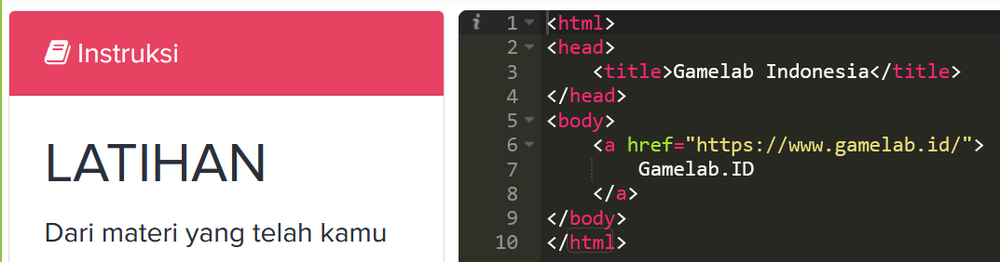 Instruksi
LATIHAN
Dari materi yang telah kamu
1 <html>
2 <head>
3     <title>Gamelab Indonesia</title>
4 </head>
5 <body>
6     <a href="https://www.gamelab.id/">
7         Gamelab.ID
8     </a>
9 </body>
10 </html>